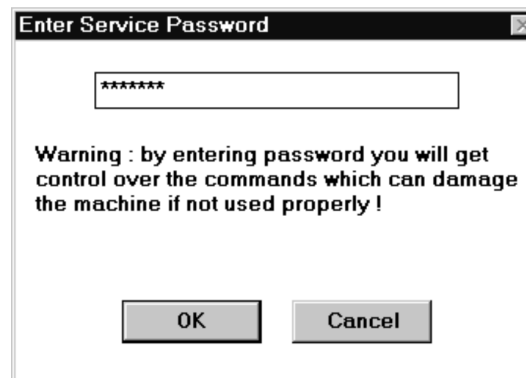 Enter Service Password
*******
Warning : by entering password you will get
control over the commands which can damage
the machine if not used properly !
OK
Cancel